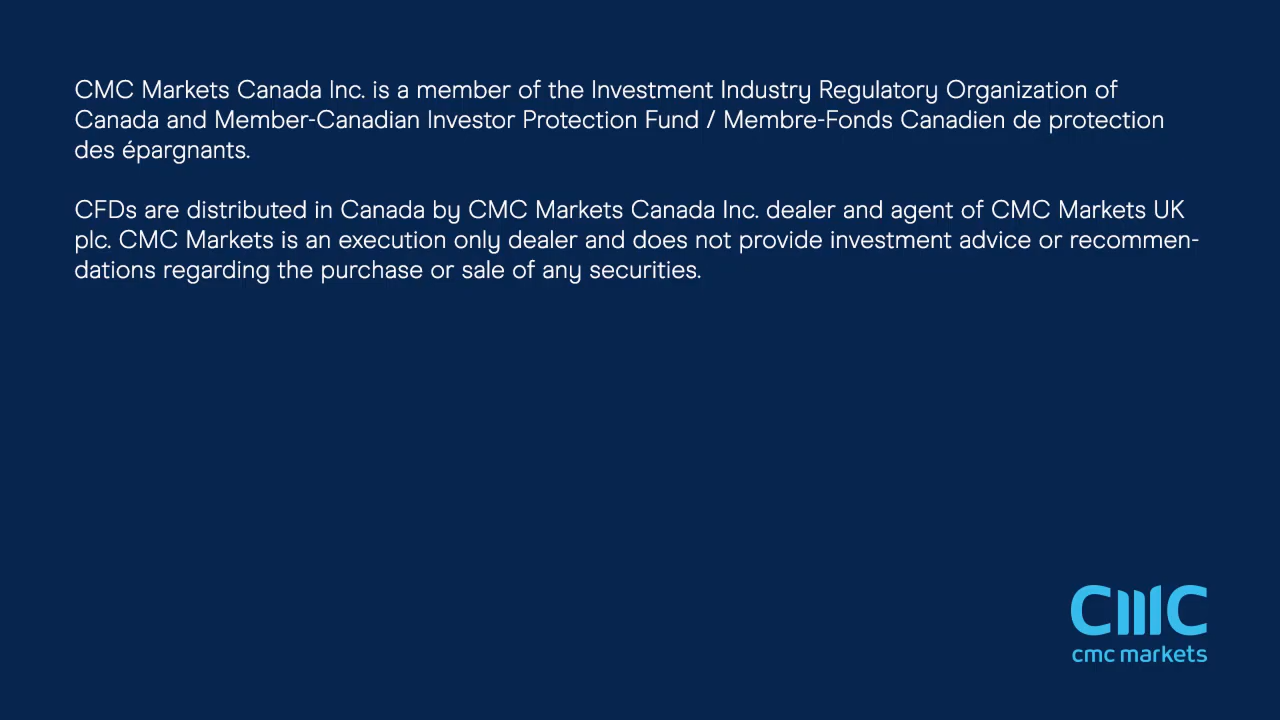 CMC Markets Canada Inc. is a member of the Investment Industry Regulatory Organization of
Canada and Member-Canadian Investor Protection Fund / Membre-Fonds Canadien de protection
des épargnants.
CFDs are distributed in Canada by CMC Markets Canada Inc. dealer and agent of CMC Markets UK
plc. CMC Markets is an execution only dealer and does not provide investment advice or recommen-
dations regarding the purchase or sale of any securities.
CMC
cmc markets